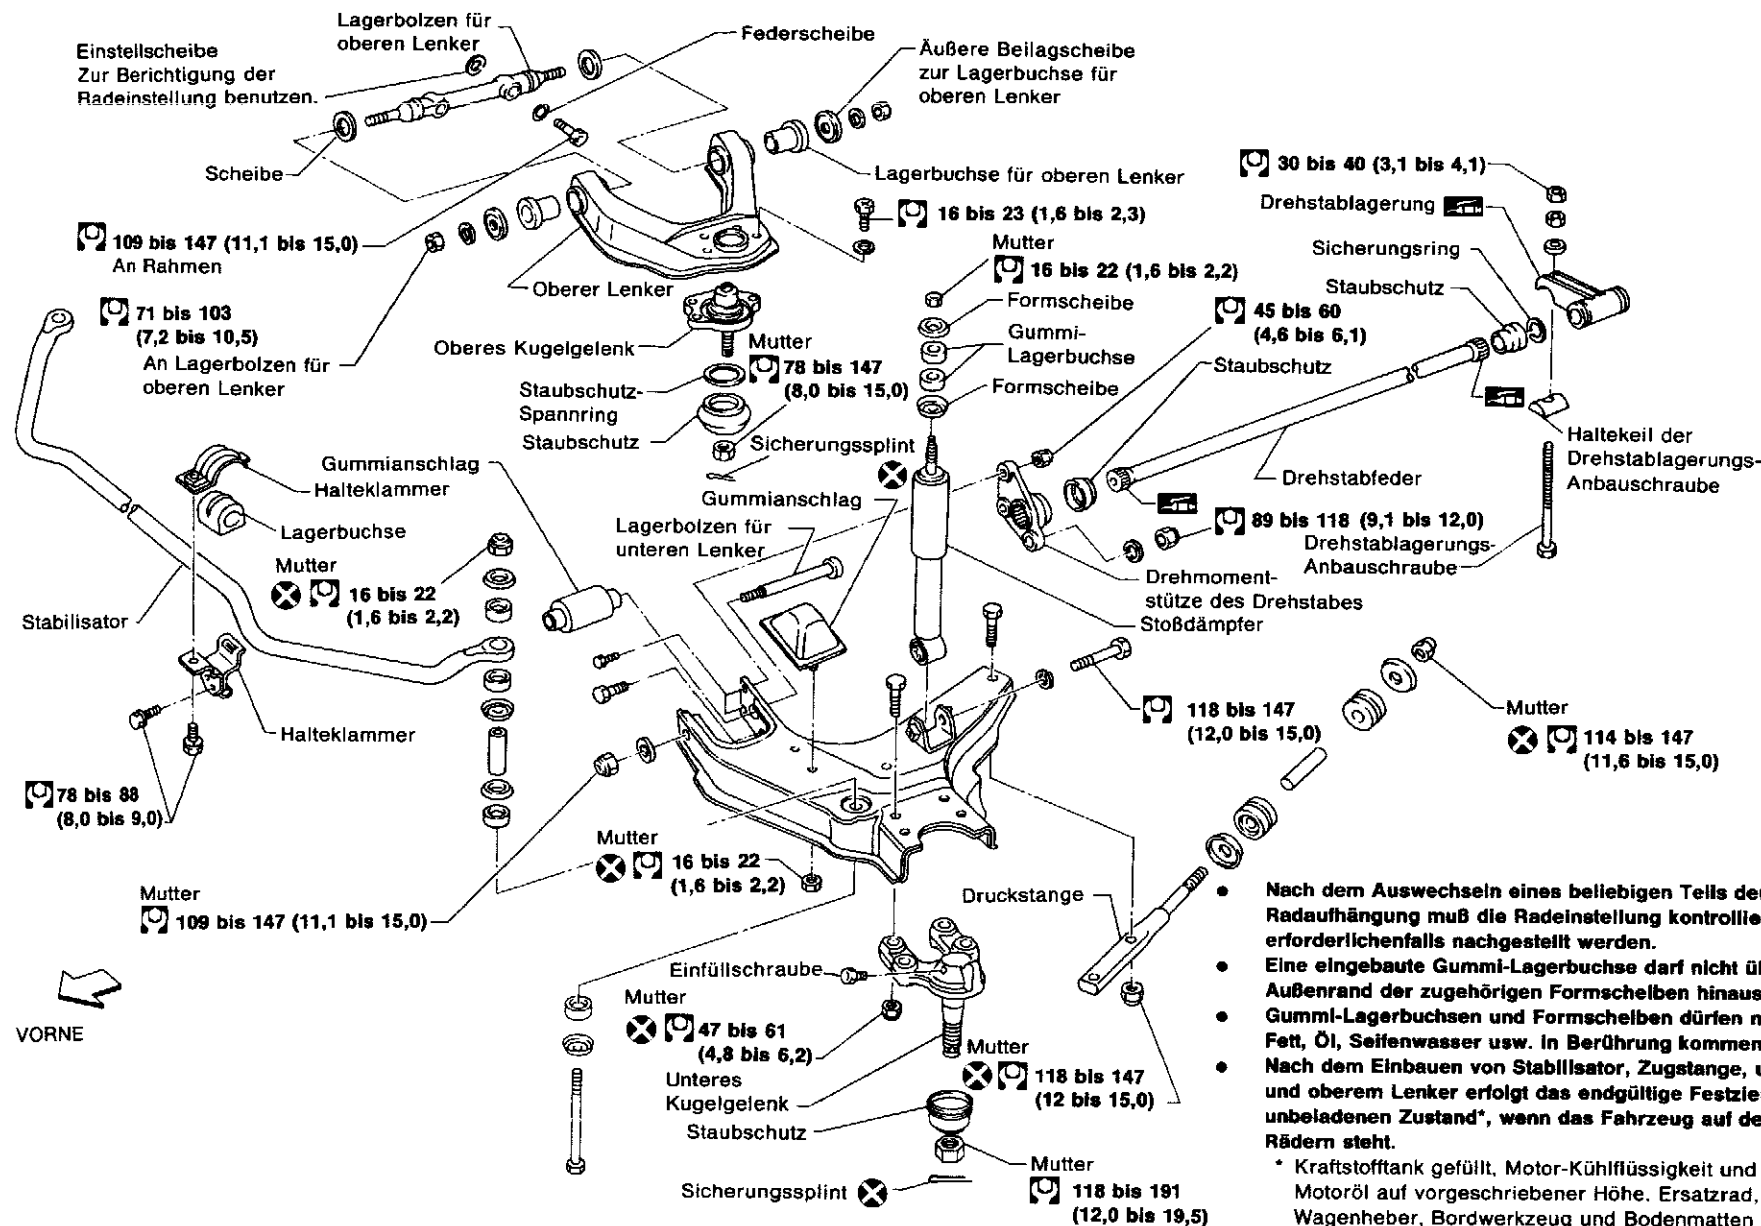 Lagerbolzen für
oberen Lenker
Federscheibe
Einstellscheibe
Zur Berichtigung der
Radeinstellung benutzen.
Äußere Beilagscheibe
zur Lagerbuchse für
oberen Lenker
Scheibe
Lagerbuchse für oberen Lenker
30 bis 40 (3,1 bis 4,1)
Drehstablagerung
16 bis 23 (1,6 bis 2,3)
109 bis 147 (11,1 bis 15,0)
An Rahmen
Mutter
16 bis 22 (1,6 bis 2,2)
Sicherungsring
Staubschutz
Oberer Lenker
Formscheibe
71 bis 103
(7,2 bis 10,5)
An Lagerbolzen für
oberen Lenker
45 bis 60
(4,6 bis 6,1)
Oberes Kugelgelenk
Mutter
78 bis 147
(8,0 bis 15,0)
Gummi-
Lagerbuchse
Staubschutz
Staubschutz-
Spannring
Formscheibe
Staubschutz
Sicherungssplint
Haltekeil der
Drehstablagerungs-
Anbauschraube
Gummianschlag
Halteklammer
Drehstabfeder
Gummianschlag
Lagerbuchse
Lagerbolzen für
unteren Lenker
89 bis 118 (9,1 bis 12,0)
Drehstablagerungs-
Anbauschraube
Mutter
16 bis 22
(1,6 bis 2,2)
Drehmoment-
stütze des Drehstabes
Stabilisator
Stoßdämpfer
Halteklammer
118 bis 147
(12,0 bis 15,0)
Mutter
114 bis 147
(11,6 bis 15,0)
78 bis 88
(8,0 bis 9,0)
Mutter
16 bis 22
(1,6 bis 2,2)
Mutter
109 bis 147 (11,1 bis 15,0)
Druckstange
Einfüllschraube
VORNE
Mutter
47 bis 61
(4,8 bis 6,2)
Mutter
118 bis 147
(12 bis 15,0)
Unteres
Kugelgelenk
Staubschutz
Mutter
118 bis 191
(12,0 bis 19,5)
Sicherungssplint
• Nach dem Auswechseln eines beliebigen Teils der
Radaufhängung muß die Radeinstellung kontrollie
erforderlichenfalls nachgestellt werden.
• Eine eingebaute Gummi-Lagerbuchse darf nicht ü
Außenrand der zugehörigen Formscheiben hinaus
• Gummi-Lagerbuchsen und Formscheiben dürfen n
Fett, Öl, Seifenwasser usw. in Berührung kommen
• Nach dem Einbauen von Stabilisator, Zugstange, u
und oberem Lenker erfolgt das endgültige Festzie
unbeladenen Zustand*, wenn das Fahrzeug auf de
Rädern steht.
* Kraftstofftank gefüllt, Motor-Kühlflüssigkeit und
Motoröl auf vorgeschriebener Höhe. Ersatzrad,
Wagenheber, Bordwerkzeug und Bodenmatten